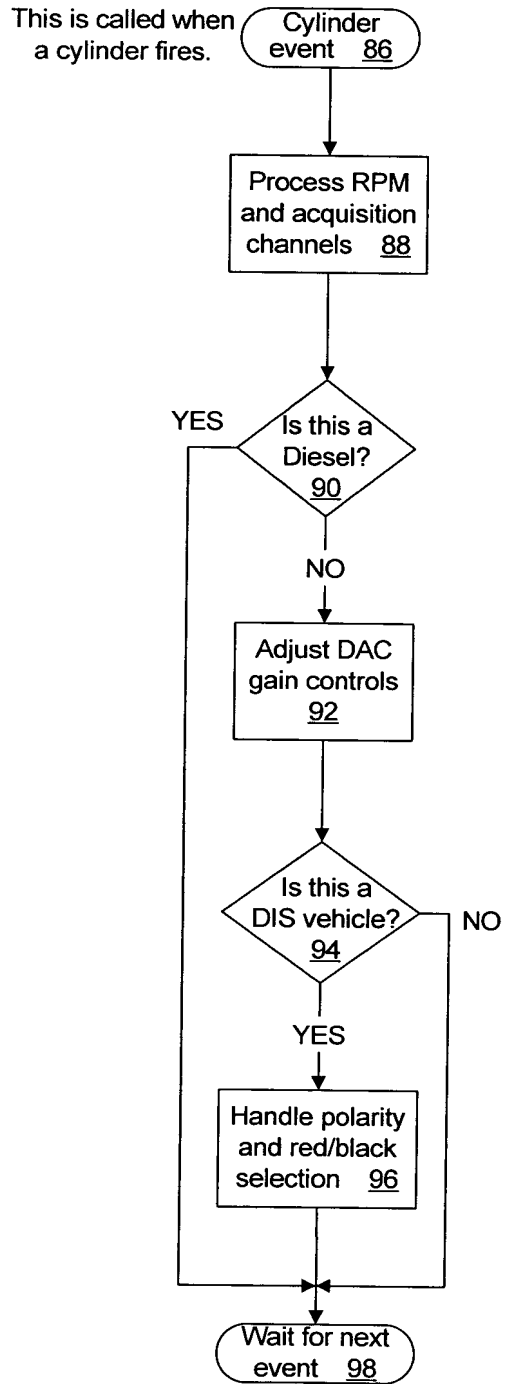 This is called when
a cylinder fires.
Cylinder
event 86
Process RPM
and acquisition
channels 88
YES
Is this a
Diesel?
90
NO
Adjust DAC
gain controls
92
Is this a
DIS vehicle?
94
NO
YES
Handle polarity
and red/black
selection 96
Wait for next
event 98